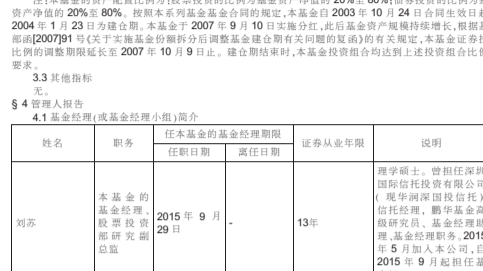 资产净值的20%至80%。按照本系列基金基金合同的规定,本基金自 2003 年 10 月 24 日合同生效日起
2004 年 1 月 23 日为建仓期。本基金于 2007 年 9 月 10 日实施分红,此后基金资产规模持续增长,根据基
部函[2007]91 号《关于实施基金份额拆分后调整基金建仓期有关问题的复函》的有关规定,本基金证券投
比例的调整期限延长至 2007 年 10 月 9 日止。建仓期结束时,本基金投资组合均达到上述投资组合比例
要求。
3.3 其他指标
无。
§ 4 管理人报告
4.1 基金经理(或基金经理小组)简介
姓名 职务 任本基金的基金经理期限 证券从业年限 说明
任职日期 离任日期
刘苏
本基金的
基金经理、
股票投资
部研究副
总监
2015 年 9 月
29 日
-
13年
理学硕士。曾担任深圳
国际信托投资有限公司
(现华润深国投信托)
信托经理, 鹏华基金高
级研究员、基金经理助
理、基金经理职务。2015
年 5 月加入本公司,自
2015 年 9 月起担任基